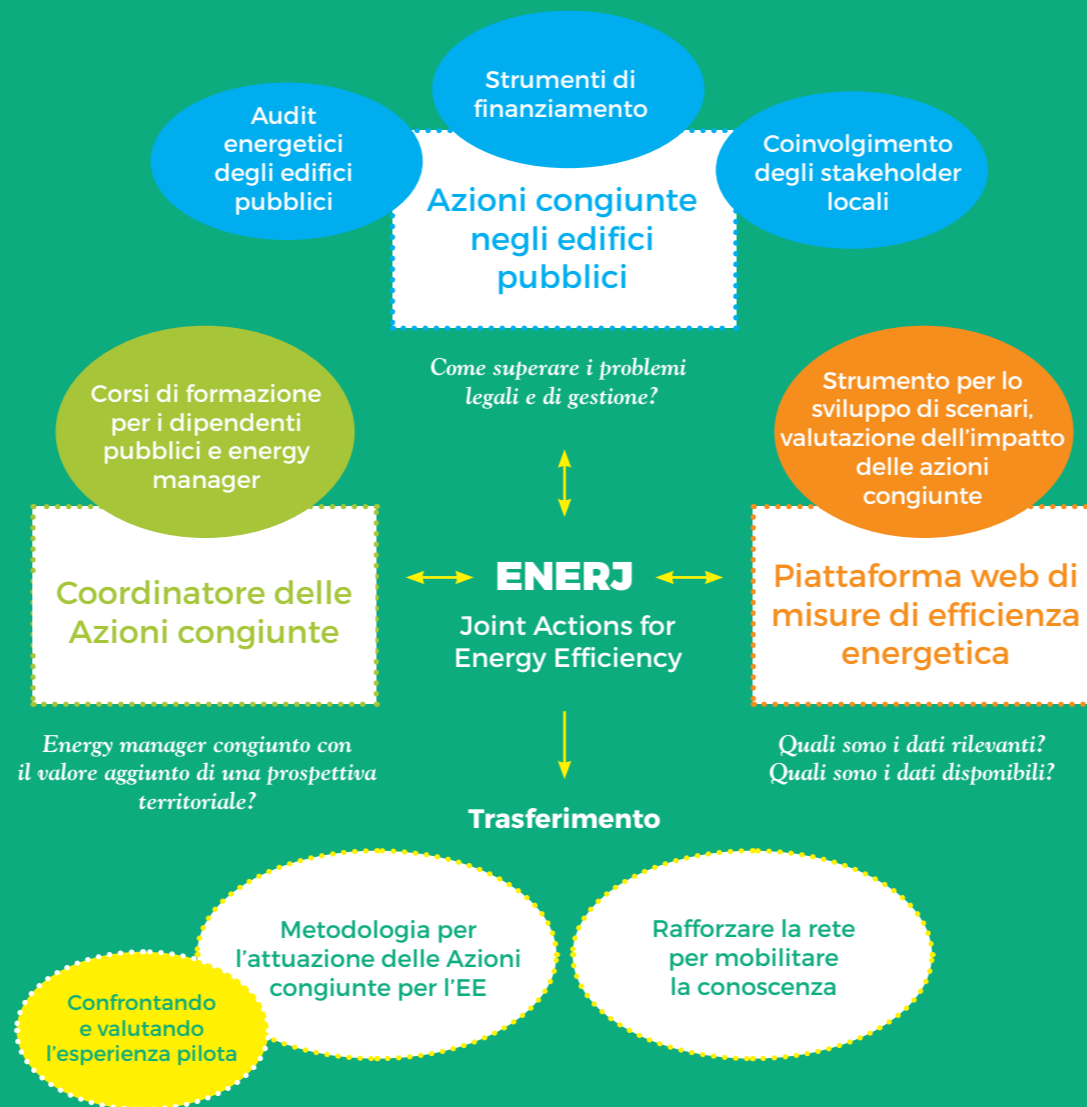 Strumenti di
finanziamento
Audit
energetici
degli edifici
pubblici
Coinvolgimento
degli stakeholder
locali
Azioni congiunte
negli edifici
pubblici
Come superare i problemi
legali e di gestione?
Corsi di formazione
per i dipendenti
pubblici e energy
manager
Strumento per lo
sviluppo di scenari,
valutazione dell'impatto
delle azioni
congiunte
Coordinatore delle
Azioni congiunte
ENERJ
Joint Actions for
Energy Efficiency
Piattaforma web di
misure di efficienza
energetica
Energy manager congiunto con
il valore aggiunto di una prospettiva
territoriale?
Quali sono i dati rilevanti?
Quali sono i dati disponibili?
Trasferimento
Metodologia per
l'attuazione delle Azioni
congiunte per l'EE
Rafforzare la rete
per mobilitare
la conoscenza
Confrontando
e valutando
l'esperienza pilota